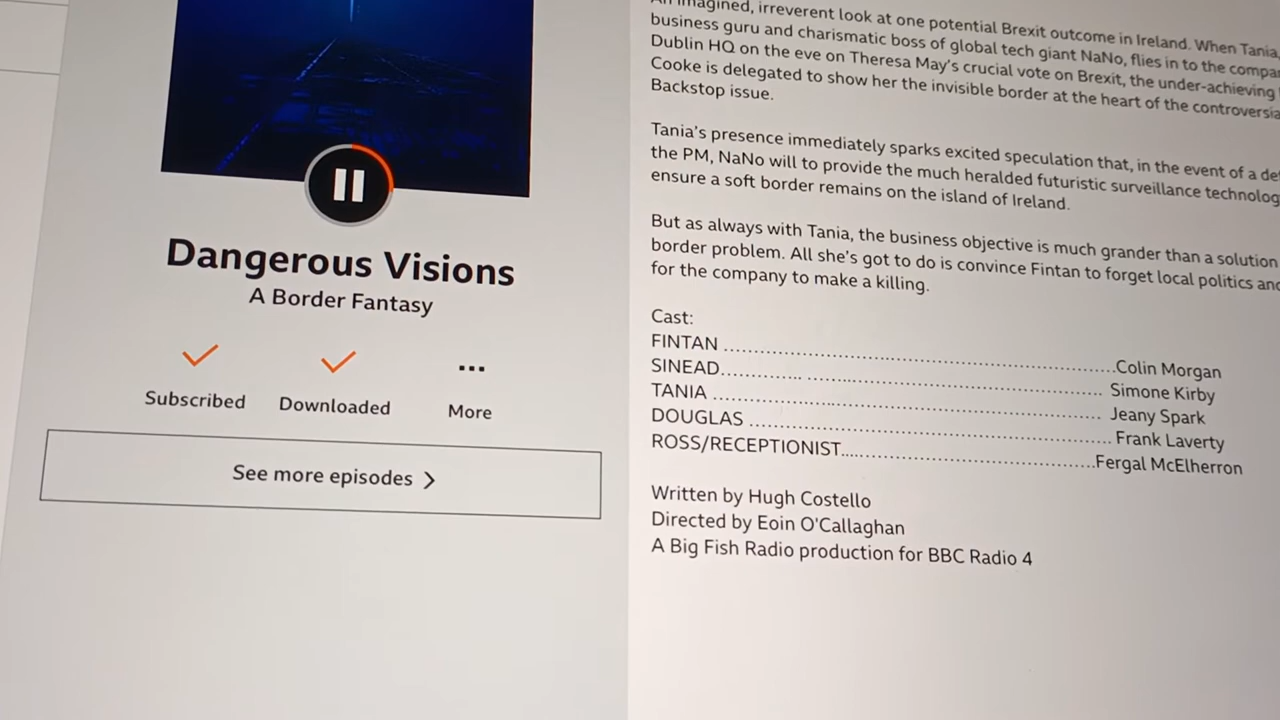 Dangerous Visions
A Border Fantasy
Subscribed
Downloaded
...
More
See more episodes >
An imagined, irreverent look at one potential Brexit outcome in Ireland. When Tania,
business guru and charismatic boss of global tech giant NaNo, flies in to the
Dublin HQ on the eve on Theresa May's crucial vote on Brexit, the under-achieving
Cooke is delegated to show her the invisible border at the heart of the
Backstop issue.
Tania's presence immediately sparks excited speculation that, in the event of a
the PM, NaNo will to provide the much heralded futuristic surveillance
ensure a soft border remains on the island of Ireland.
But as always with Tania, the business objective is much grander than a solution
border problem. All she's got to do is convince Fintan to forget local politics
for the company to make a killing.
Cast:
FINTAN ........................................................Colin Morgan
SINEAD............. ................................................ Simone Kirby
TANIA ............................................................ Jeany Spark
DOUGLAS ........................................................ Frank Laverty
ROSS/RECEPTIONIST.............................................Fergal McElherron
Written by Hugh Costello
Directed by Eoin O'Callaghan
A Big Fish Radio production for BBC Radio 4